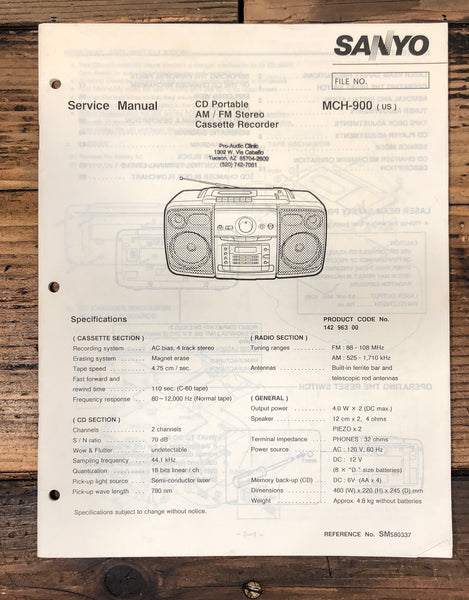 SANYO
FILE NO.
Service Manual
CD Portable
AM / FM Stereo
Cassette Recorder
MCH-900 ( US )
Pro-Audio Clinic
1302 W. Via Cabello
Tucson, AZ 85704-2609
(520) 742-7001
Specifications
PRODUCT CODE No.
142 963 00
( CASSETTE SECTION )
Recording system AC bias, 4 track stereo
Erasing system Magnet erase
Tape speed 4.75 cm / sec.
Fast forward and
rewind time 110 sec. (C-60 tape)
Frequency response 80~12,000 Hz (Normal tape)
( CD SECTION )
Channels 2 channels
S / N ratio 70 dB
Wow & Flutter undetectable
Sampling frequency 44.1 kHz
Quantization 16 bits linear / ch
Pick-up light source Semi-conductor laser
Pick-up wave length 790 nm
Specifications subject to change without notice.
( RADIO SECTION )
Tuning ranges FM : 88 - 108 MHz
AM : 525 - 1,710 kHz
Antennas Built-in ferrite bar and
telescopic rod antennas
( GENERAL )
Output power 4.0 W × 2 (DC max.)
Speaker 12 cm x 2, 4 ohms
PIEZO x 2
Terminal impedance PHONES : 32 ohms
Power source AC : 120 V, 60 Hz
DC : 12 V
(8 × "D" size batteries)
Memory back-up (CD) DC : 6V (AA x 4)
Dimensions 460 (W) x 220 (H) x 245 (D) mm
Weight Approx. 4.8 kg without batteries
REFERENCE No. SM580337